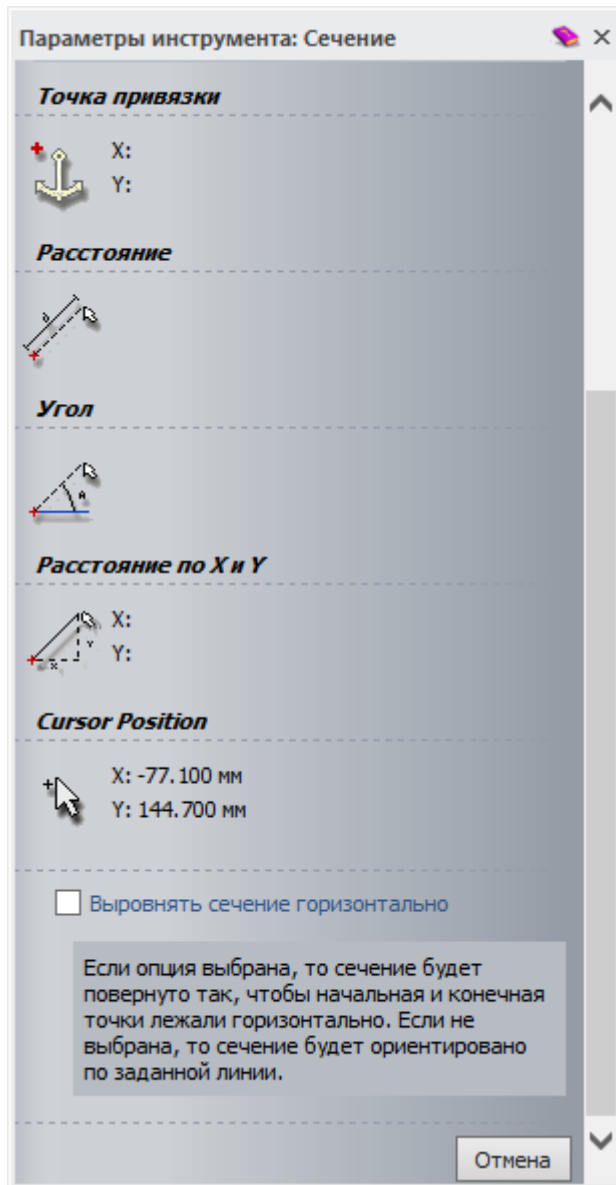 Параметры инструмента: Сечение
Точка привязки
X:
Y:
Расстояние
Угол
Расстояние по X и Y
X:
Y:
Cursor Position
X: -77.100 мм
Y: 144.700 мм
Выровнять сечение горизонтально
Если опция выбрана, то сечение будет
повернуто так, чтобы начальная и конечная
точки лежали горизонтально. Если не
выбрана, то сечение будет ориентировано
по заданной линии.
Отмена